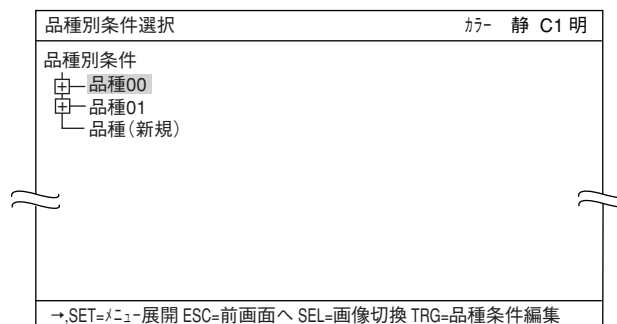 品種別条件選択 ｶﾗｰ 静 C1 明
品種別条件
品種00
品種01
品種(新規)
→,SET=ﾒﾆｭｰ展開 ESC=前画面へ SEL=画像切換 TRG=品種条件編集